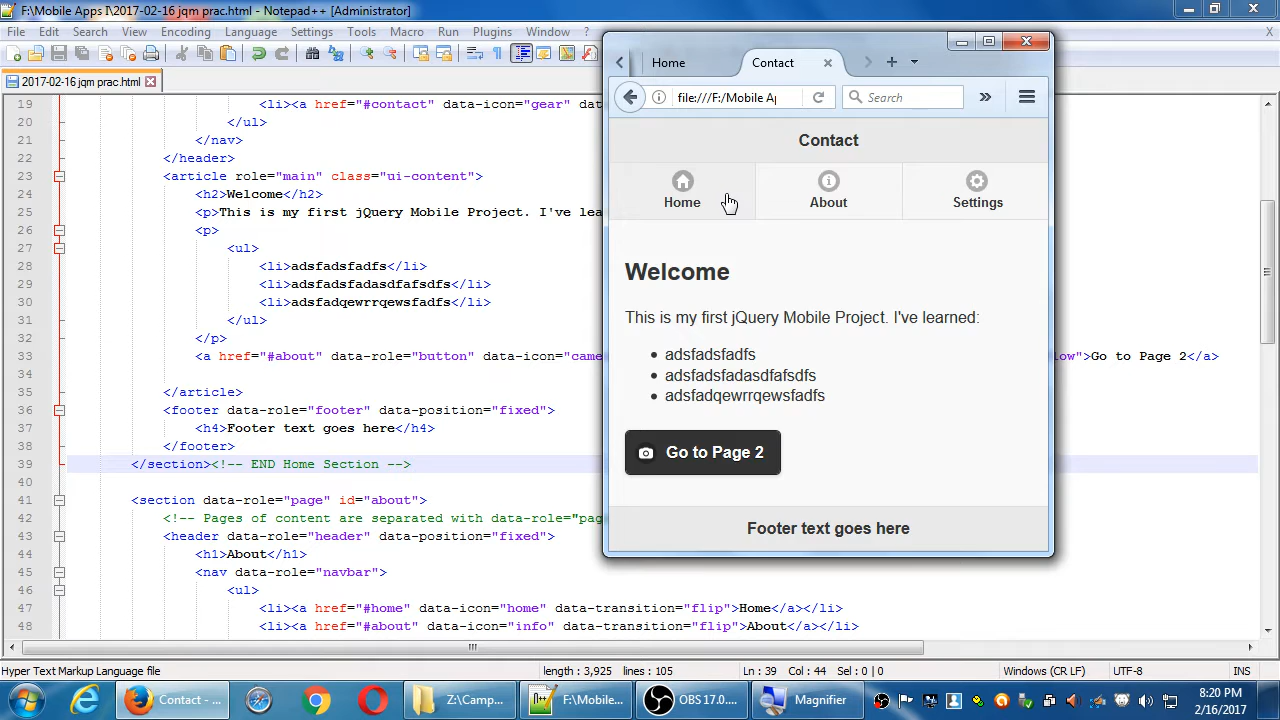 F:\Mobile Apps I\2017-02-16 jqm prac.html - Notepad++ [Administrator]
File Edit Search View Encoding Language Settings Tools Macro Run Plugins Window ? X
2017-02-16 jqm prac.html
19 <li><a href="#contact" data-icon="gear" dat
20 </ul>
21 </nav>
22 </header>
23 <article role="main" class="ui-content">
24 <h2>Welcome</h2>
25 <p>This is my first jQuery Mobile Project. I've lea
26 <p>
27 <ul>
28 <li>adsfadsfadfs</li>
29 <li>adsfadsfadasdfafsdfs</li>
30 <li>adsfadqewrrqewsfadfs</li>
31 </ul>
32 </p>
33 <a href="#about" data-role="button" data-icon="came low">Go to Page 2</a>
34
35 </article>
36 <footer data-role="footer" data-position="fixed">
37 <h4>Footer text goes here</h4>
38 </footer>
39 </section><!-- END Home Section -->
40
41 <section data-role="page" id="about">
42 <!-- Pages of content are separated with data-role="pag
43 <header data-role="header" data-position="fixed">
44 <h1>About</h1>
45 <nav data-role="navbar">
46 <ul>
47 <li><a href="#home" data-icon="home" data-transition="flip">Home</a></li>
48 <li><a href="#about" data-icon="info" data-transition="flip">About</a></li>
Home Contact
file:///F:/Mobile Ap Search
Contact
Home About Settings
Welcome
This is my first jQuery Mobile Project. I've learned:
adsfadsfadfs
adsfadsfadasdfafsdfs
adsfadqewrrqewsfadfs
Go to Page 2
Footer text goes here
Hyper Text Markup Language file length : 3,925 lines : 105 Ln : 39 Col : 44 Sel : 0 | 0 Windows (CR LF) UTF-8 INS
Contact - ... Z:\Camp... F:\Mobile... OBS 17.0.... Magnifier
8:20 PM
2/16/2017